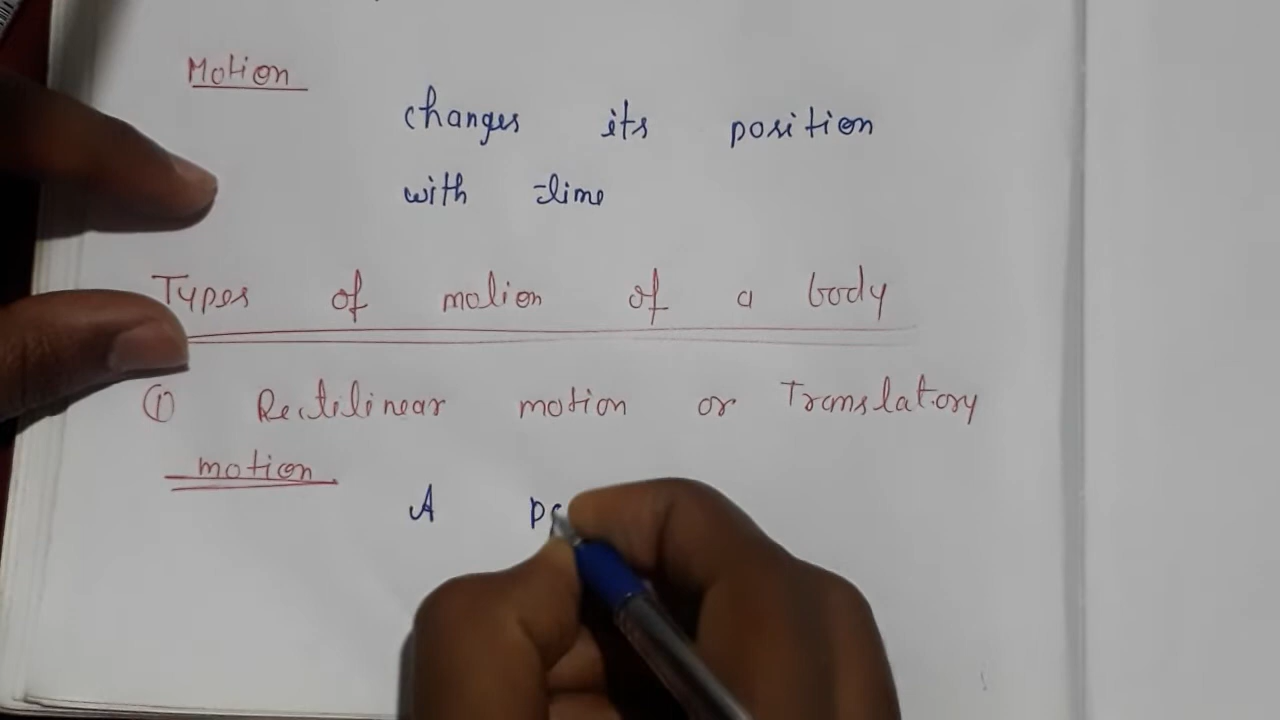 Motion
changes its position
with time
Types of motion of a body
① Rectilinear motion or Translatory
motion
A